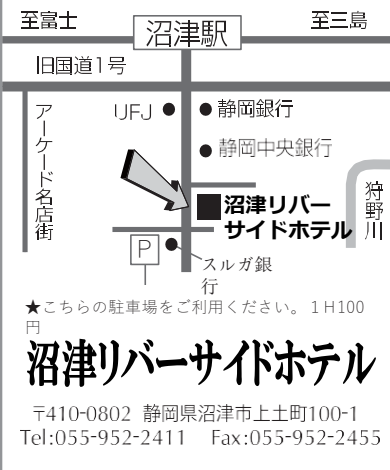 至富士
沼津駅
至三島
旧国道1号
アーケード名店街
UFJ
静岡銀行
静岡中央銀行
沼津リバー
サイドホテル
狩野川
P
スルガ銀
行
★こちらの駐車場をご利用ください。1H100
円
沼津リバーサイドホテル
〒410-0802 静岡県沼津市上土町100-1
Tel:055-952-2411 Fax:055-952-2455